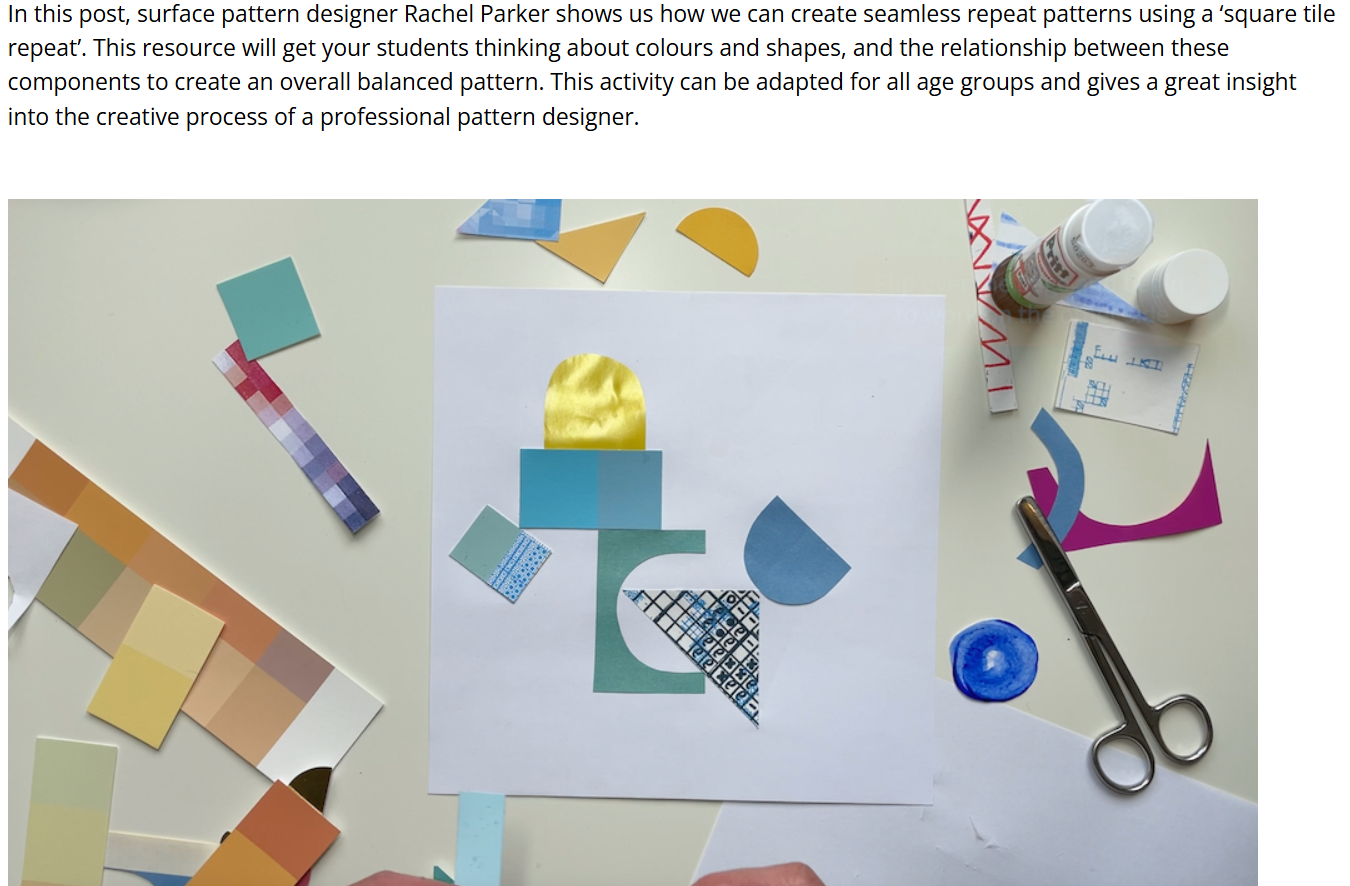 In this post, surface pattern designer Rachel Parker shows us how we can create seamless repeat patterns using a ‘square tile
repeat’. This resource will get your students thinking about colours and shapes, and the relationship between these
components to create an overall balanced pattern. This activity can be adapted for all age groups and gives a great insight
into the creative process of a professional pattern designer.
Pritt